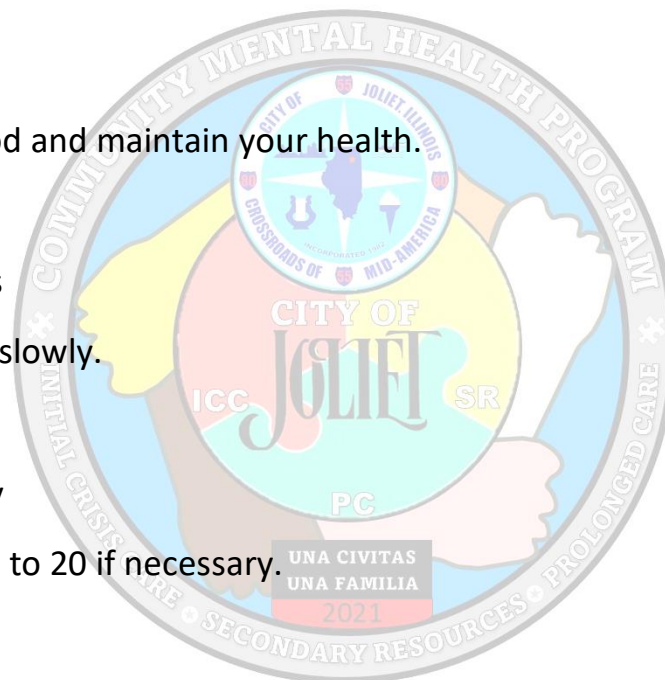 COMMUNITY MENTAL HEALTH PROGRAM
CITY OF JOLIET, ILLINOIS
od and maintain your health.
INCORPORATED 1852
CROSSROADS OF MID-AMERICA
s
CITY OF
slowly.
JOLIET
ICC
SR
PC
y
to 20 if necessary.
UNA CIVITAS
UNA FAMILIA
2021
INITIAL CRISIS CARE • SECONDARY RESOURCES • PROLONGED CARE